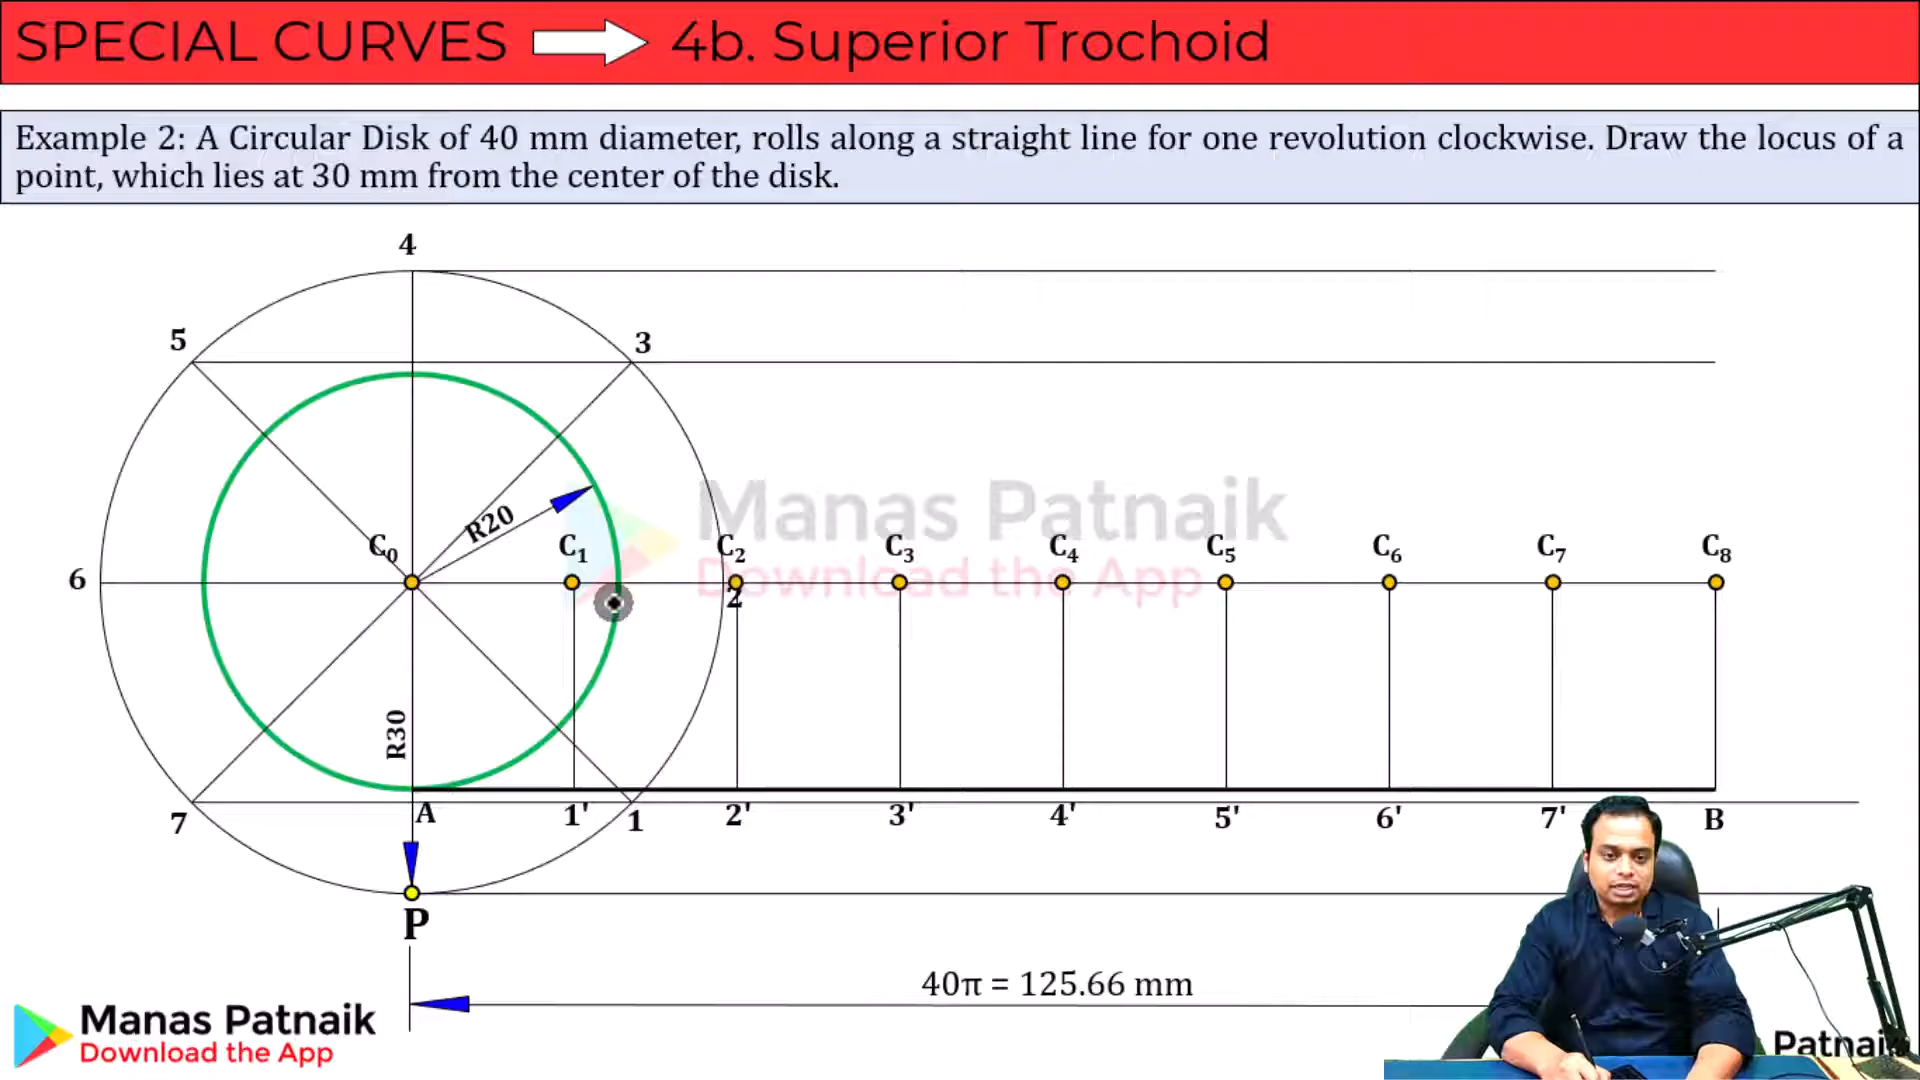 SPECIAL CURVES 4b. Superior Trochoid
Example 2: A Circular Disk of 40 mm diameter, rolls along a straight line for one revolution clockwise. Draw the locus of a
point, which lies at 30 mm from the center of the disk.
4
5 3
Manas Patnaik
R20
C₀ C₁ C₂ C₃ C₄ C₅ C₆ C₇ C₈
Download the App
6 2
R30
7 A 1' 1 2' 3' 4' 5' 6' 7' B
P
40π = 125.66 mm
Manas Patnaik
Download the App
Patnaik